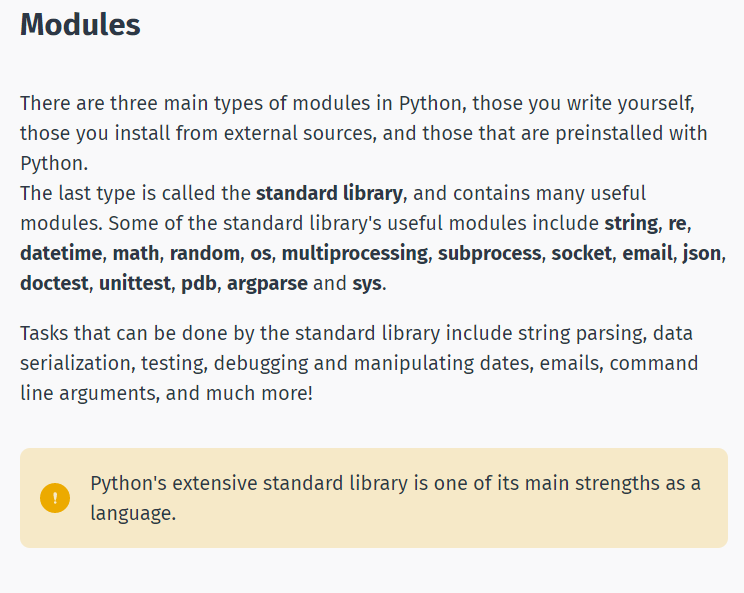 Modules
There are three main types of modules in Python, those you write yourself,
those you install from external sources, and those that are preinstalled with
Python.
The last type is called the standard library, and contains many useful
modules. Some of the standard library's useful modules include string, re,
datetime, math, random, os, multiprocessing, subprocess, socket, email, json,
doctest, unittest, pdb, argparse and sys.
Tasks that can be done by the standard library include string parsing, data
serialization, testing, debugging and manipulating dates, emails, command
line arguments, and much more!
Python's extensive standard library is one of its main strengths as a
language.